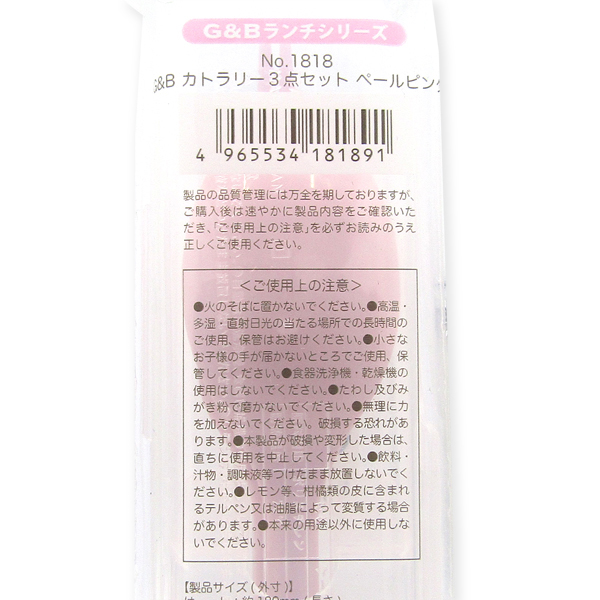 G&Bランチシリーズ
No.1818
G&B カトラリー3点セット ペールピンク
4 965534 181891
製品の品質管理には万全を期しておりますが、
ご購入後は速やかに製品内容をご確認いた
だき、「ご使用上の注意」を必ずお読みのうえ
正しくご使用ください。
＜ご使用上の注意＞
●火のそばに置かないでください。●高温・
多湿・直射日光の当たる場所での長時間の
ご使用、保管はお避けください。●小さな
お子様の手が届かないところでご使用、保
管してください。●食器洗浄機・乾燥機の
使用はしないでください。●たわし及びみ
がき粉で磨かないでください。●無理に力
を加えないでください。破損する恐れがあ
ります。●本製品が破損や変形した場合は、
直ちに使用を中止してください。●飲料・
汁物・調味液等つけたまま放置しないでく
ださい。●レモン等、柑橘類の皮に含まれ
るテルペン又は油脂によって変質する場合
があります。●本来の用途以外に使用しな
いでください。
【製品サイズ(外寸)】